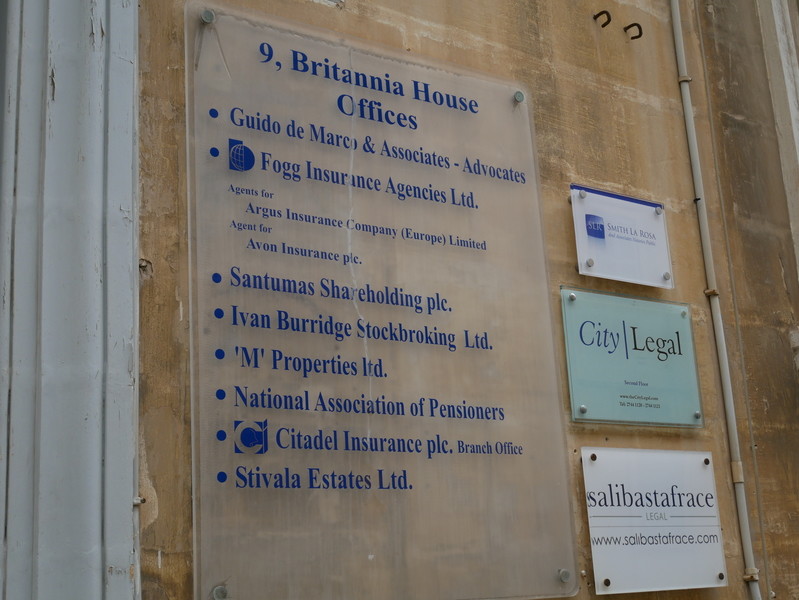 9, Britannia House
Offices
• Guido de Marco & Associates - Advocates
• Fogg Insurance Agencies Ltd.
Agents for
Argus Insurance Company (Europe) Limited
Agent for
Avon Insurance plc.
• Santumas Shareholding plc.
• Ivan Burridge Stockbroking Ltd.
• 'M' Properties ltd.
• National Association of Pensioners
• Citadel Insurance plc. Branch Office
• Stivala Estates Ltd.
SLR
SMITH LA ROSA
City|Legal
Second Floor
salibastafrace
LEGAL
www.salibastafrace.com